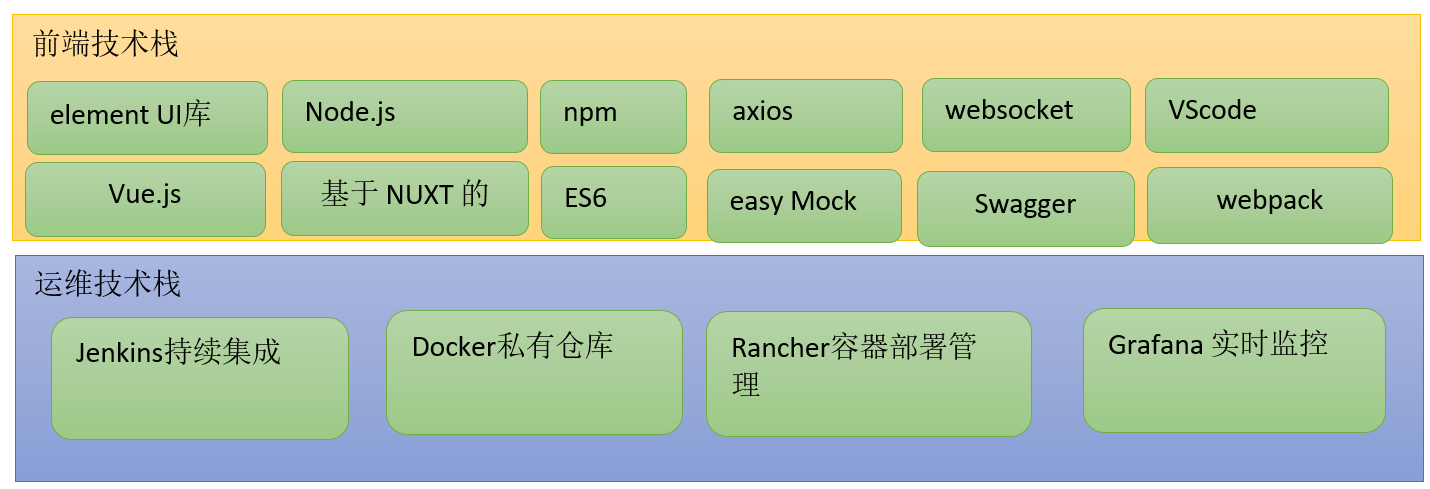 前端技术栈
element UI库
Node.js
npm
axios
websocket
VScode
Vue.js
基于 NUXT 的
ES6
easy Mock
Swagger
webpack
运维技术栈
Jenkins持续集成
Docker私有仓库
Rancher容器部署管
理
Grafana 实时监控